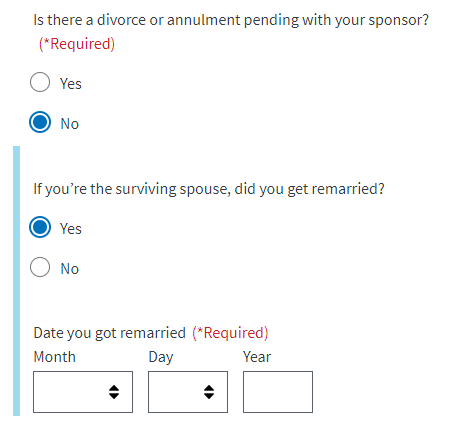 Is there a divorce or annulment pending with your sponsor?
(*Required)
Yes
No
If you’re the surviving spouse, did you get remarried?
Yes
No
Date you got remarried (*Required)
Month Day Year